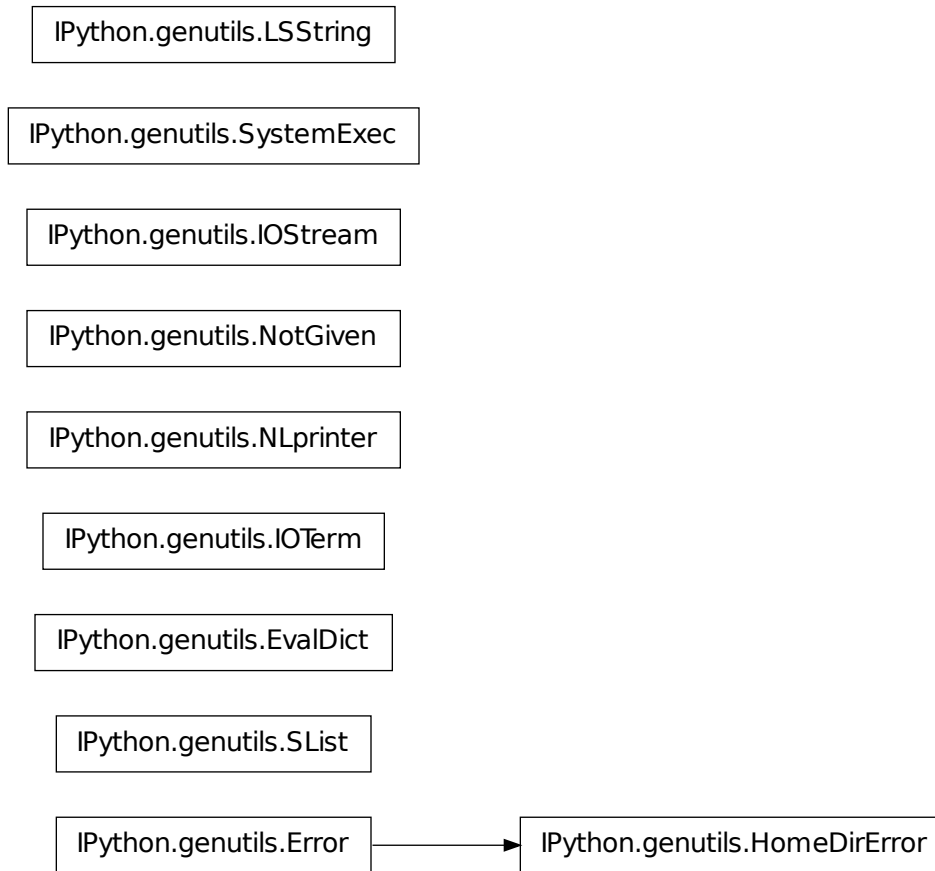 IPython.genutils.LSString
IPython.genutils.SystemExec
IPython.genutils.IOStream
IPython.genutils.NotGiven
IPython.genutils.NLprinter
IPython.genutils.IOTerm
IPython.genutils.EvalDict
IPython.genutils.SList
IPython.genutils.Error
IPython.genutils.HomeDirError